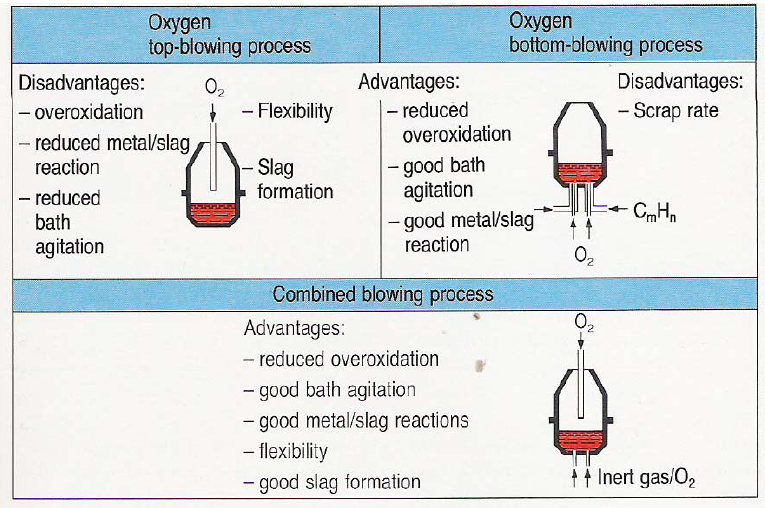 Oxygen
top-blowing process
Disadvantages:
– overoxidation
– reduced metal/slag
reaction
– reduced
bath
agitation
O₂
– Flexibility
– Slag
formation
Oxygen
bottom-blowing process
Advantages:
– reduced
overoxidation
– good bath
agitation
– good metal/slag
reaction
Disadvantages:
– Scrap rate
CₘHₙ
O₂
Combined blowing process
Advantages:
– reduced overoxidation
– good bath agitation
– good metal/slag reactions
– flexibility
– good slag formation
O₂
Inert gas/O₂